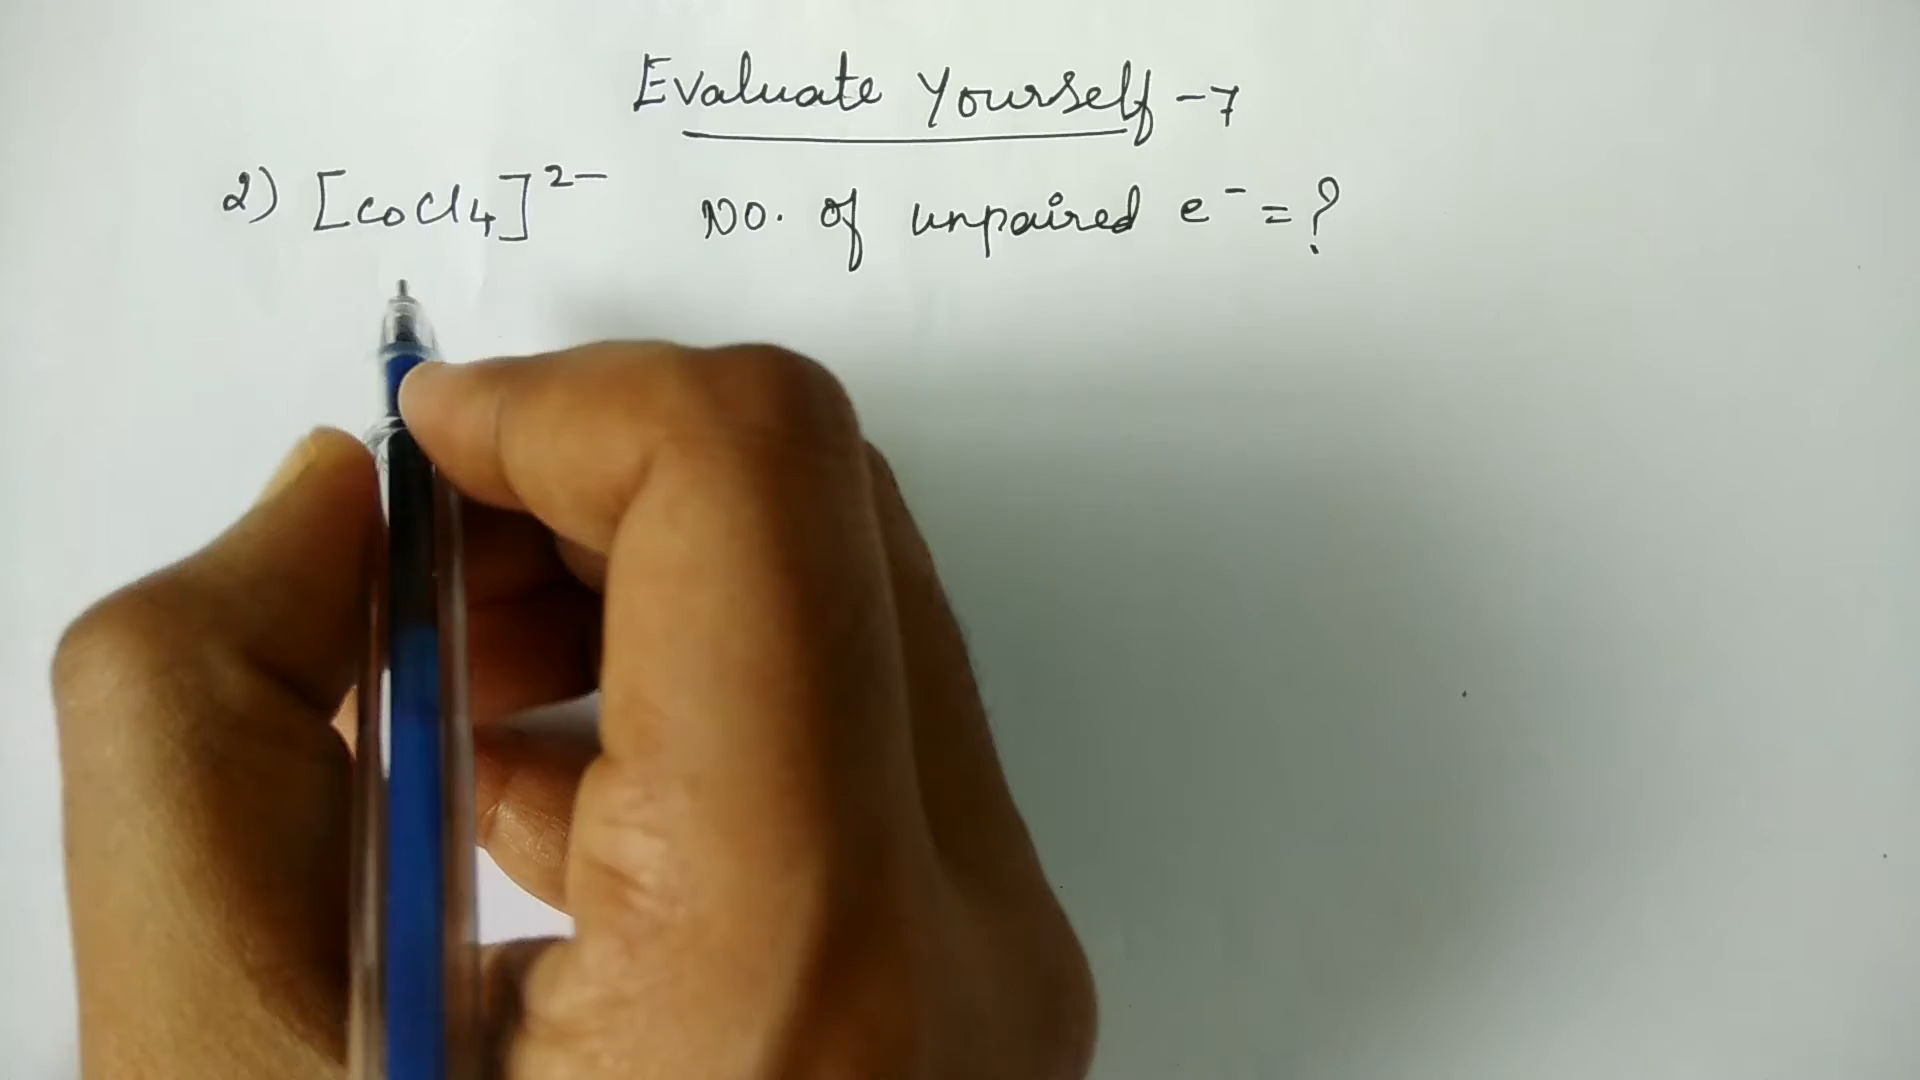 Evaluate Yourself -7
2) [CoCl4]²⁻ No. of unpaired e⁻ = ?